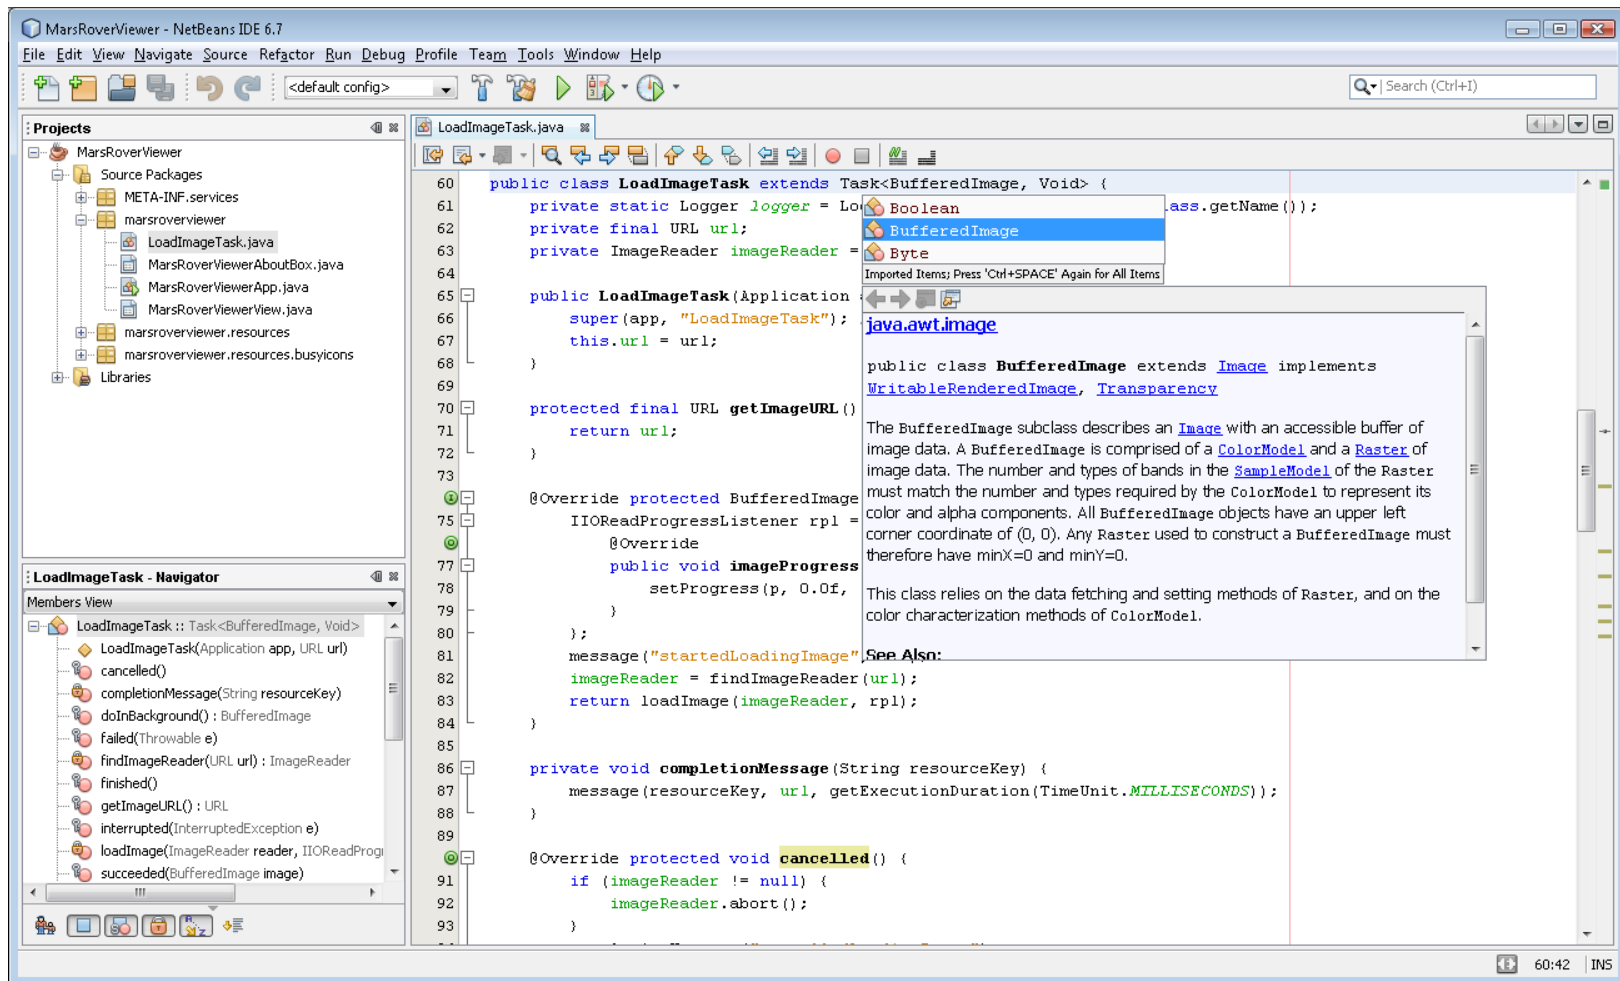 MarsRoverViewer - NetBeans IDE 6.7
File Edit View Navigate Source Refactor Run Debug Profile Team Tools Window Help
<default config>
Search (Ctrl+I)
Projects
MarsRoverViewer
Source Packages
META-INF.services
marsroverviewer
LoadImageTask.java
MarsRoverViewerAboutBox.java
MarsRoverViewerApp.java
MarsRoverViewerView.java
marsroverviewer.resources
marsroverviewer.resources.busyicons
Libraries
LoadImageTask - Navigator
Members View
LoadImageTask :: Task<BufferedImage, Void>
LoadImageTask(Application app, URL url)
cancelled()
completionMessage(String resourceKey)
doInBackground() : BufferedImage
failed(Throwable e)
findImageReader(URL url) : ImageReader
finished()
getImageURL() : URL
interrupted(InterruptedException e)
loadImage(ImageReader reader, IIOReadProgr
succeeded(BufferedImage image)
LoadImageTask.java
60 public class LoadImageTask extends Task<BufferedImage, Void> {
61 private static Logger logger = Lo ass.getName());
62 private final URL url;
63 private ImageReader imageReader =
64
65 public LoadImageTask(Application
66 super(app, "LoadImageTask");
67 this.url = url;
68 }
69
70 protected final URL getImageURL()
71 return url;
72 }
73
@Override protected BufferedImage
75 IIOReadProgressListener rpl =
@Override
77 public void imageProgress
78 setProgress(p, 0.0f,
79 }
80 };
81 message("startedLoadingImage",
82 imageReader = findImageReader(url);
83 return loadImage(imageReader, rpl);
84 }
85
86 private void completionMessage(String resourceKey) {
87 message(resourceKey, url, getExecutionDuration(TimeUnit.MILLISECONDS));
88 }
89
@Override protected void cancelled() {
91 if (imageReader != null) {
92 imageReader.abort();
93 }
Boolean
BufferedImage
Byte
Imported Items; Press 'Ctrl+SPACE' Again for All Items
java.awt.image
public class BufferedImage extends Image implements
WritableRenderedImage, Transparency
The BufferedImage subclass describes an Image with an accessible buffer of
image data. A BufferedImage is comprised of a ColorModel and a Raster of
image data. The number and types of bands in the SampleModel of the Raster
must match the number and types required by the ColorModel to represent its
color and alpha components. All BufferedImage objects have an upper left
corner coordinate of (0, 0). Any Raster used to construct a BufferedImage must
therefore have minX=0 and minY=0.
This class relies on the data fetching and setting methods of Raster, and on the
color characterization methods of ColorModel.
See Also:
60:42 INS